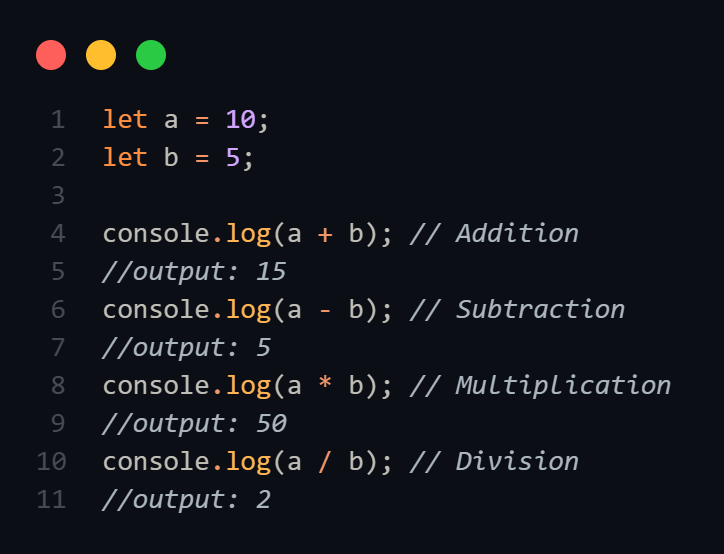 1 let a = 10;
2 let b = 5;
3
4 console.log(a + b); // Addition
5 //output: 15
6 console.log(a - b); // Subtraction
7 //output: 5
8 console.log(a * b); // Multiplication
9 //output: 50
10 console.log(a / b); // Division
11 //output: 2